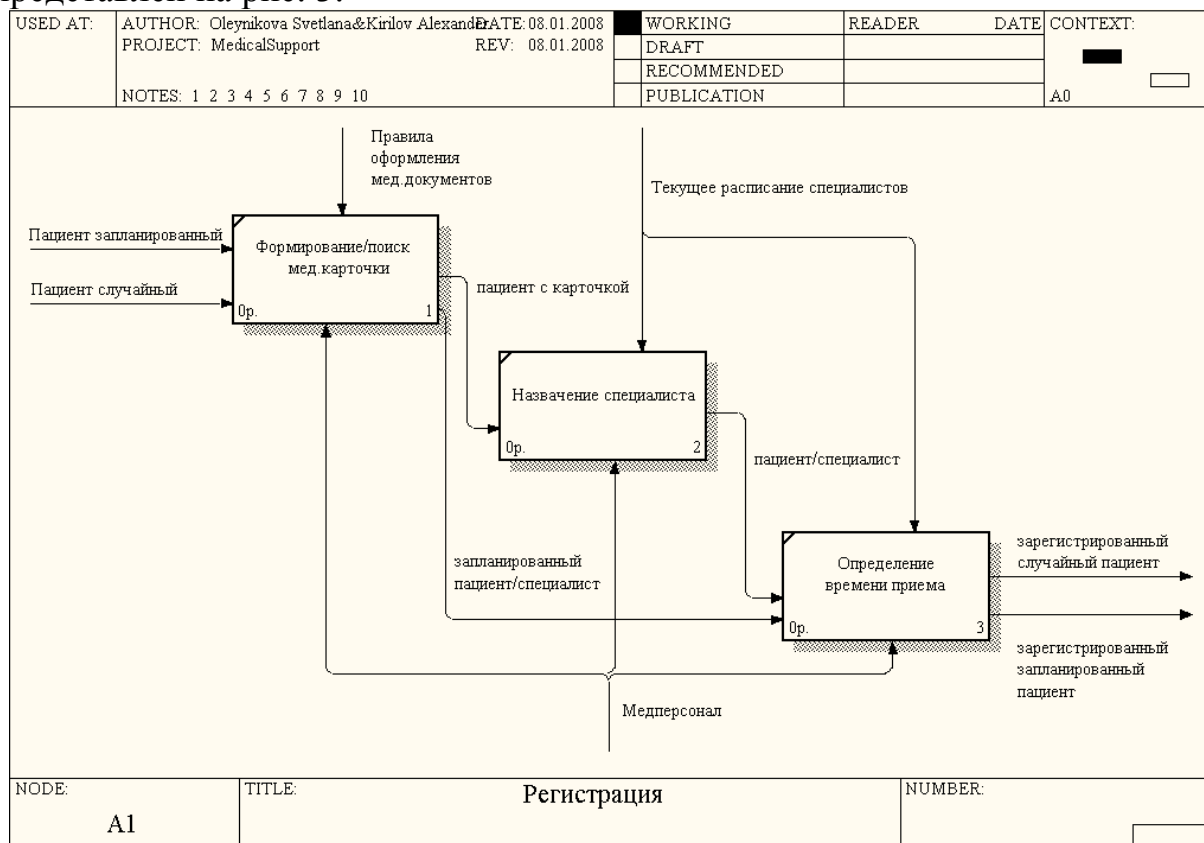 представлен на рис. 3.
USED AT:
AUTHOR: Oleynikova Svetlana&Kirilov Alexander
DATE: 08.01.2008
PROJECT: MedicalSupport
REV: 08.01.2008
NOTES: 1 2 3 4 5 6 7 8 9 10
WORKING
DRAFT
RECOMMENDED
PUBLICATION
READER
DATE
CONTEXT:
A0
Правила
оформления
мед.документов
Текущее расписание специалистов
Пациент запланированный
Пациент случайный
Формирование/поиск
мед.карточки
0р.
1
пациент с карточкой
Назвачение специалиста
0р.
2
пациент/специалист
запланированный
пациент/специалист
Определение
времени приема
0р.
3
зарегистрированный
случайный пациент
зарегистрированный
запланированный
пациент
Медперсонал
NODE:
A1
TITLE:
Регистрация
NUMBER: